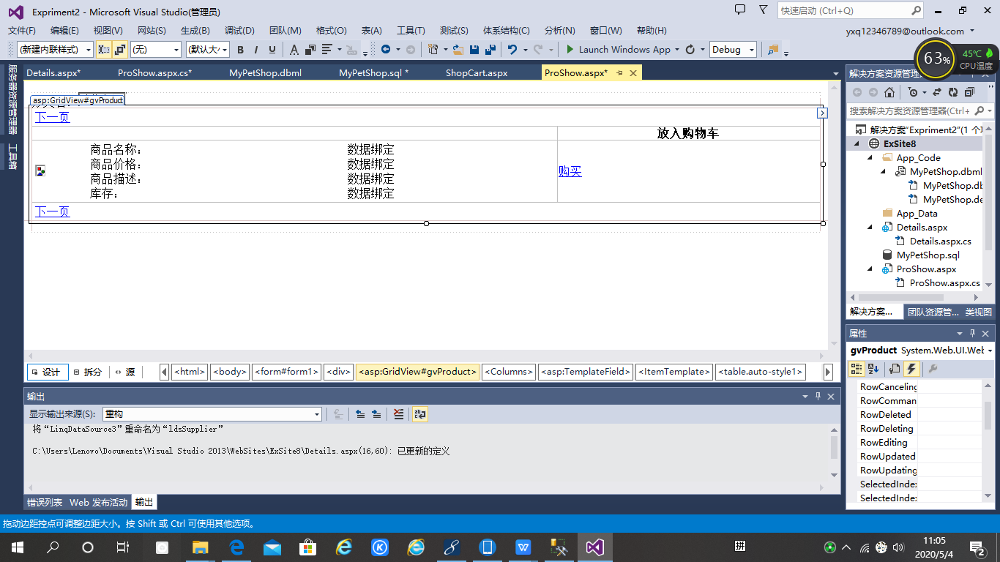 Expriment2 - Microsoft Visual Studio(管理员)
快速启动 (Ctrl+Q)
文件(F) 编辑(E) 视图(V) 网站(S) 生成(B) 调试(D) 团队(M) 格式(O) 表(A) 工具(T) 测试(S) 体系结构(C) 分析(N) 窗口(W) 帮助(H)
yxq12346789@outlook.com
(新建内联样式) (无) (默认大小 B I U A Launch Windows App Debug
63% 45℃
CPU温度
服务器资源管理器
工具箱
Details.aspx* ProShow.aspx.cs* MyPetShop.dbml MyPetShop.sql * ShopCart.aspx ProShow.aspx*
asp:GridView#gvProduct
下一页
放入购物车
商品名称: 数据绑定
商品价格: 数据绑定
商品描述: 数据绑定
库存: 数据绑定
购买
下一页
设计 拆分 源 <html> <body> <form#form1> <div> <asp:GridView#gvProduct> <Columns> <asp:TemplateField> <ItemTemplate> <table.auto-style1>
输出
显示输出来源(S): 重构
将“LinqDataSource3”重命名为“ldsSupplier”
C:\Users\Lenovo\Documents\Visual Studio 2013\WebSites\ExSite8\Details.aspx(16,60): 已更新的定义
错误列表 Web 发布活动 输出
解决方案资源管理
搜索解决方案资源管理器(Ctrl+
解决方案"Expriment2"(1 个项
ExSite8
App_Code
MyPetShop.dbml
MyPetShop.db
MyPetShop.de
App_Data
Details.aspx
Details.aspx.cs
MyPetShop.sql
ProShow.aspx
ProShow.aspx.cs
解决方案... 团队资源管... 类视图
属性
gvProduct System.Web.UI.Web
RowCanceling
RowComman
RowDeleted
RowDeleting
RowEditing
RowUpdated
RowUpdating
SelectedIndex
SelectedIndex
拖动边距控点可调整边距大小。按 Shift 或 Ctrl 可使用其他选项。
拼
11:05
2020/5/4
2